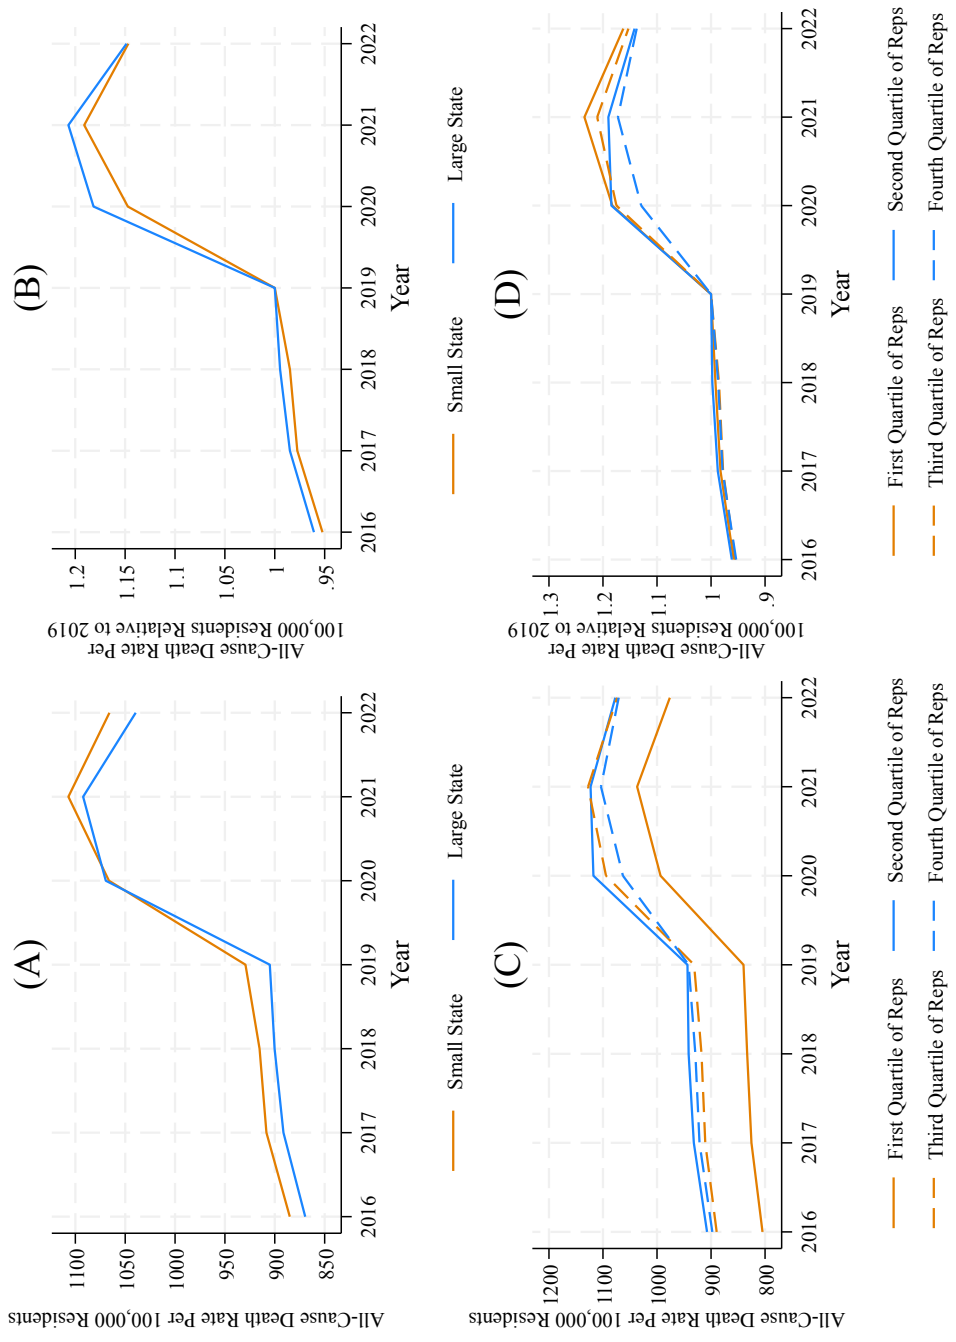 (A)
All-Cause Death Rate Per 100,000 Residents
1100
1050
1000
950
900
850
2016 2017 2018 2019 2020 2021 2022
Year
Small State Large State
(B)
All-Cause Death Rate Per
100,000 Residents Relative to 2019
1.2
1.15
1.1
1.05
1
.95
2016 2017 2018 2019 2020 2021 2022
Year
Small State Large State
(C)
All-Cause Death Rate Per 100,000 Residents
1200
1100
1000
900
800
2016 2017 2018 2019 2020 2021 2022
Year
First Quartile of Reps Second Quartile of Reps
Third Quartile of Reps Fourth Quartile of Reps
(D)
All-Cause Death Rate Per
100,000 Residents Relative to 2019
1.3
1.2
1.1
1
.9
2016 2017 2018 2019 2020 2021 2022
Year
First Quartile of Reps Second Quartile of Reps
Third Quartile of Reps Fourth Quartile of Reps